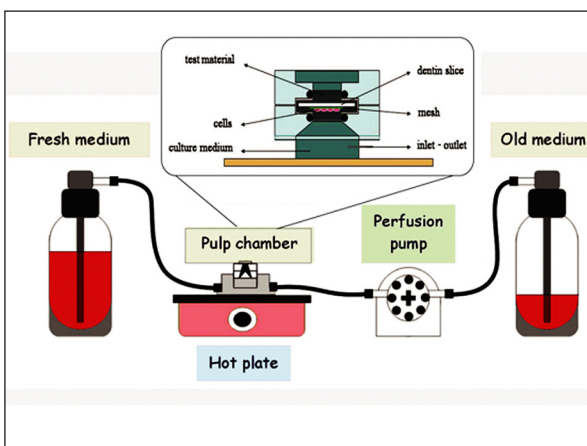 test material
dentin slice
cells
mesh
culture medium
inlet - outlet
Fresh medium
Old medium
Pulp chamber
Perfusion
pump
Hot plate